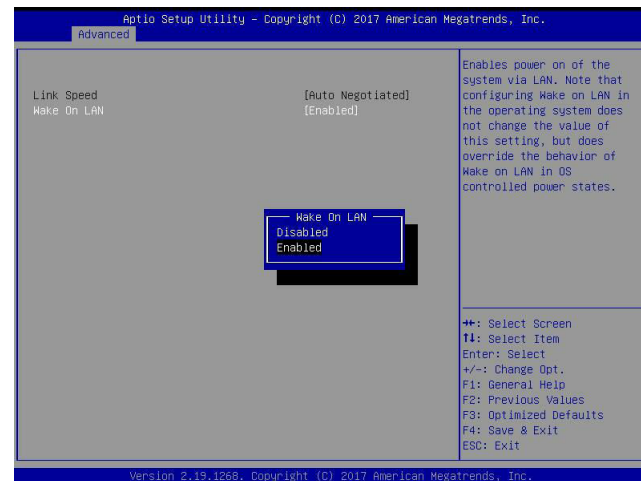 Aptio Setup Utility – Copyright (C) 2017 American Megatrends, Inc.
Advanced
Link Speed [Auto Negotiated]
Wake On LAN [Enabled]
Wake On LAN
Disabled
Enabled
Enables power on of the
system via LAN. Note that
configuring Wake on LAN in
the operating system does
not change the value of
this setting, but does
override the behavior of
Wake on LAN in OS
controlled power states.
→←: Select Screen
↑↓: Select Item
Enter: Select
+/-: Change Opt.
F1: General Help
F2: Previous Values
F3: Optimized Defaults
F4: Save & Exit
ESC: Exit
Version 2.19.1268. Copyright (C) 2017 American Megatrends, Inc.